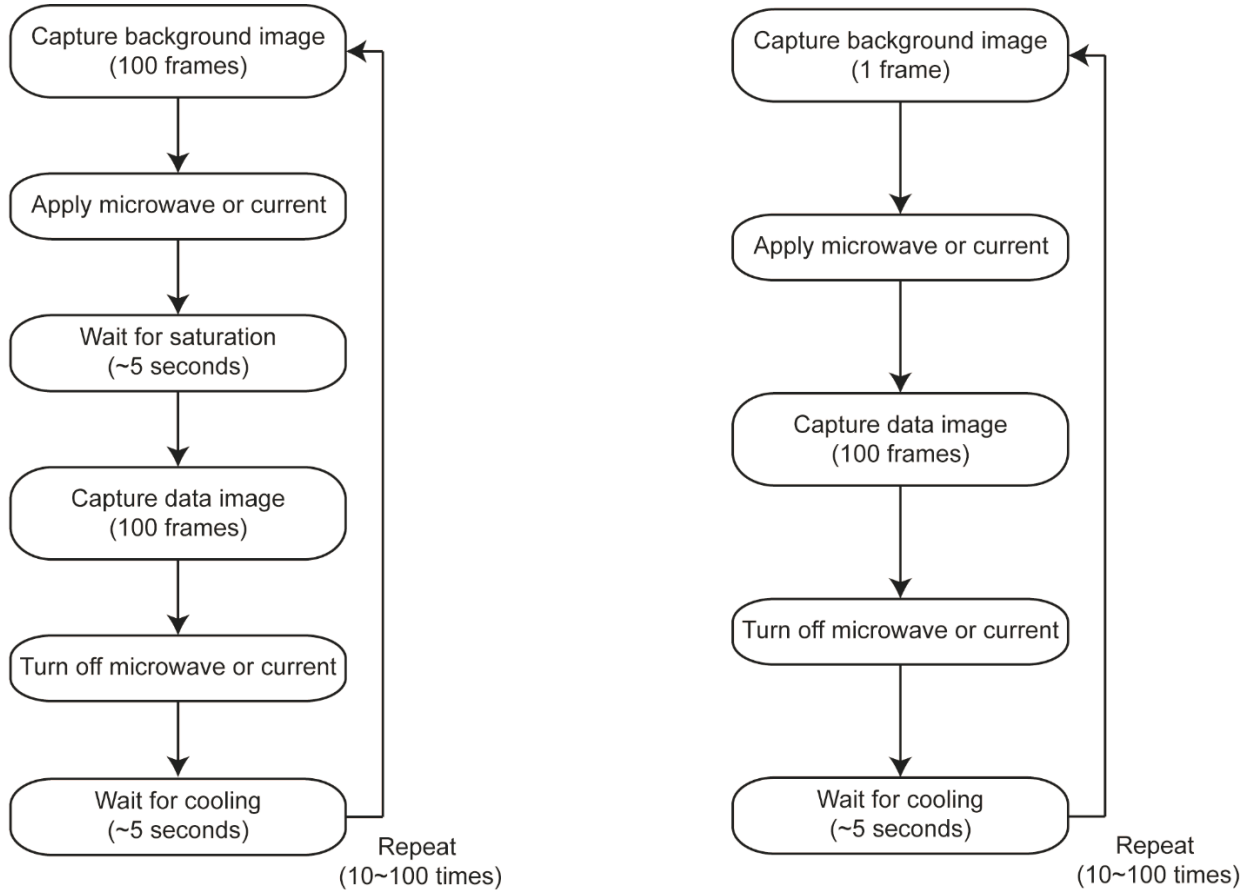 Capture background image
(100 frames)
Apply microwave or current
Wait for saturation
(~5 seconds)
Capture data image
(100 frames)
Turn off microwave or current
Wait for cooling
(~5 seconds)
Repeat
(10~100 times)
Capture background image
(1 frame)
Apply microwave or current
Capture data image
(100 frames)
Turn off microwave or current
Wait for cooling
(~5 seconds)
Repeat
(10~100 times)